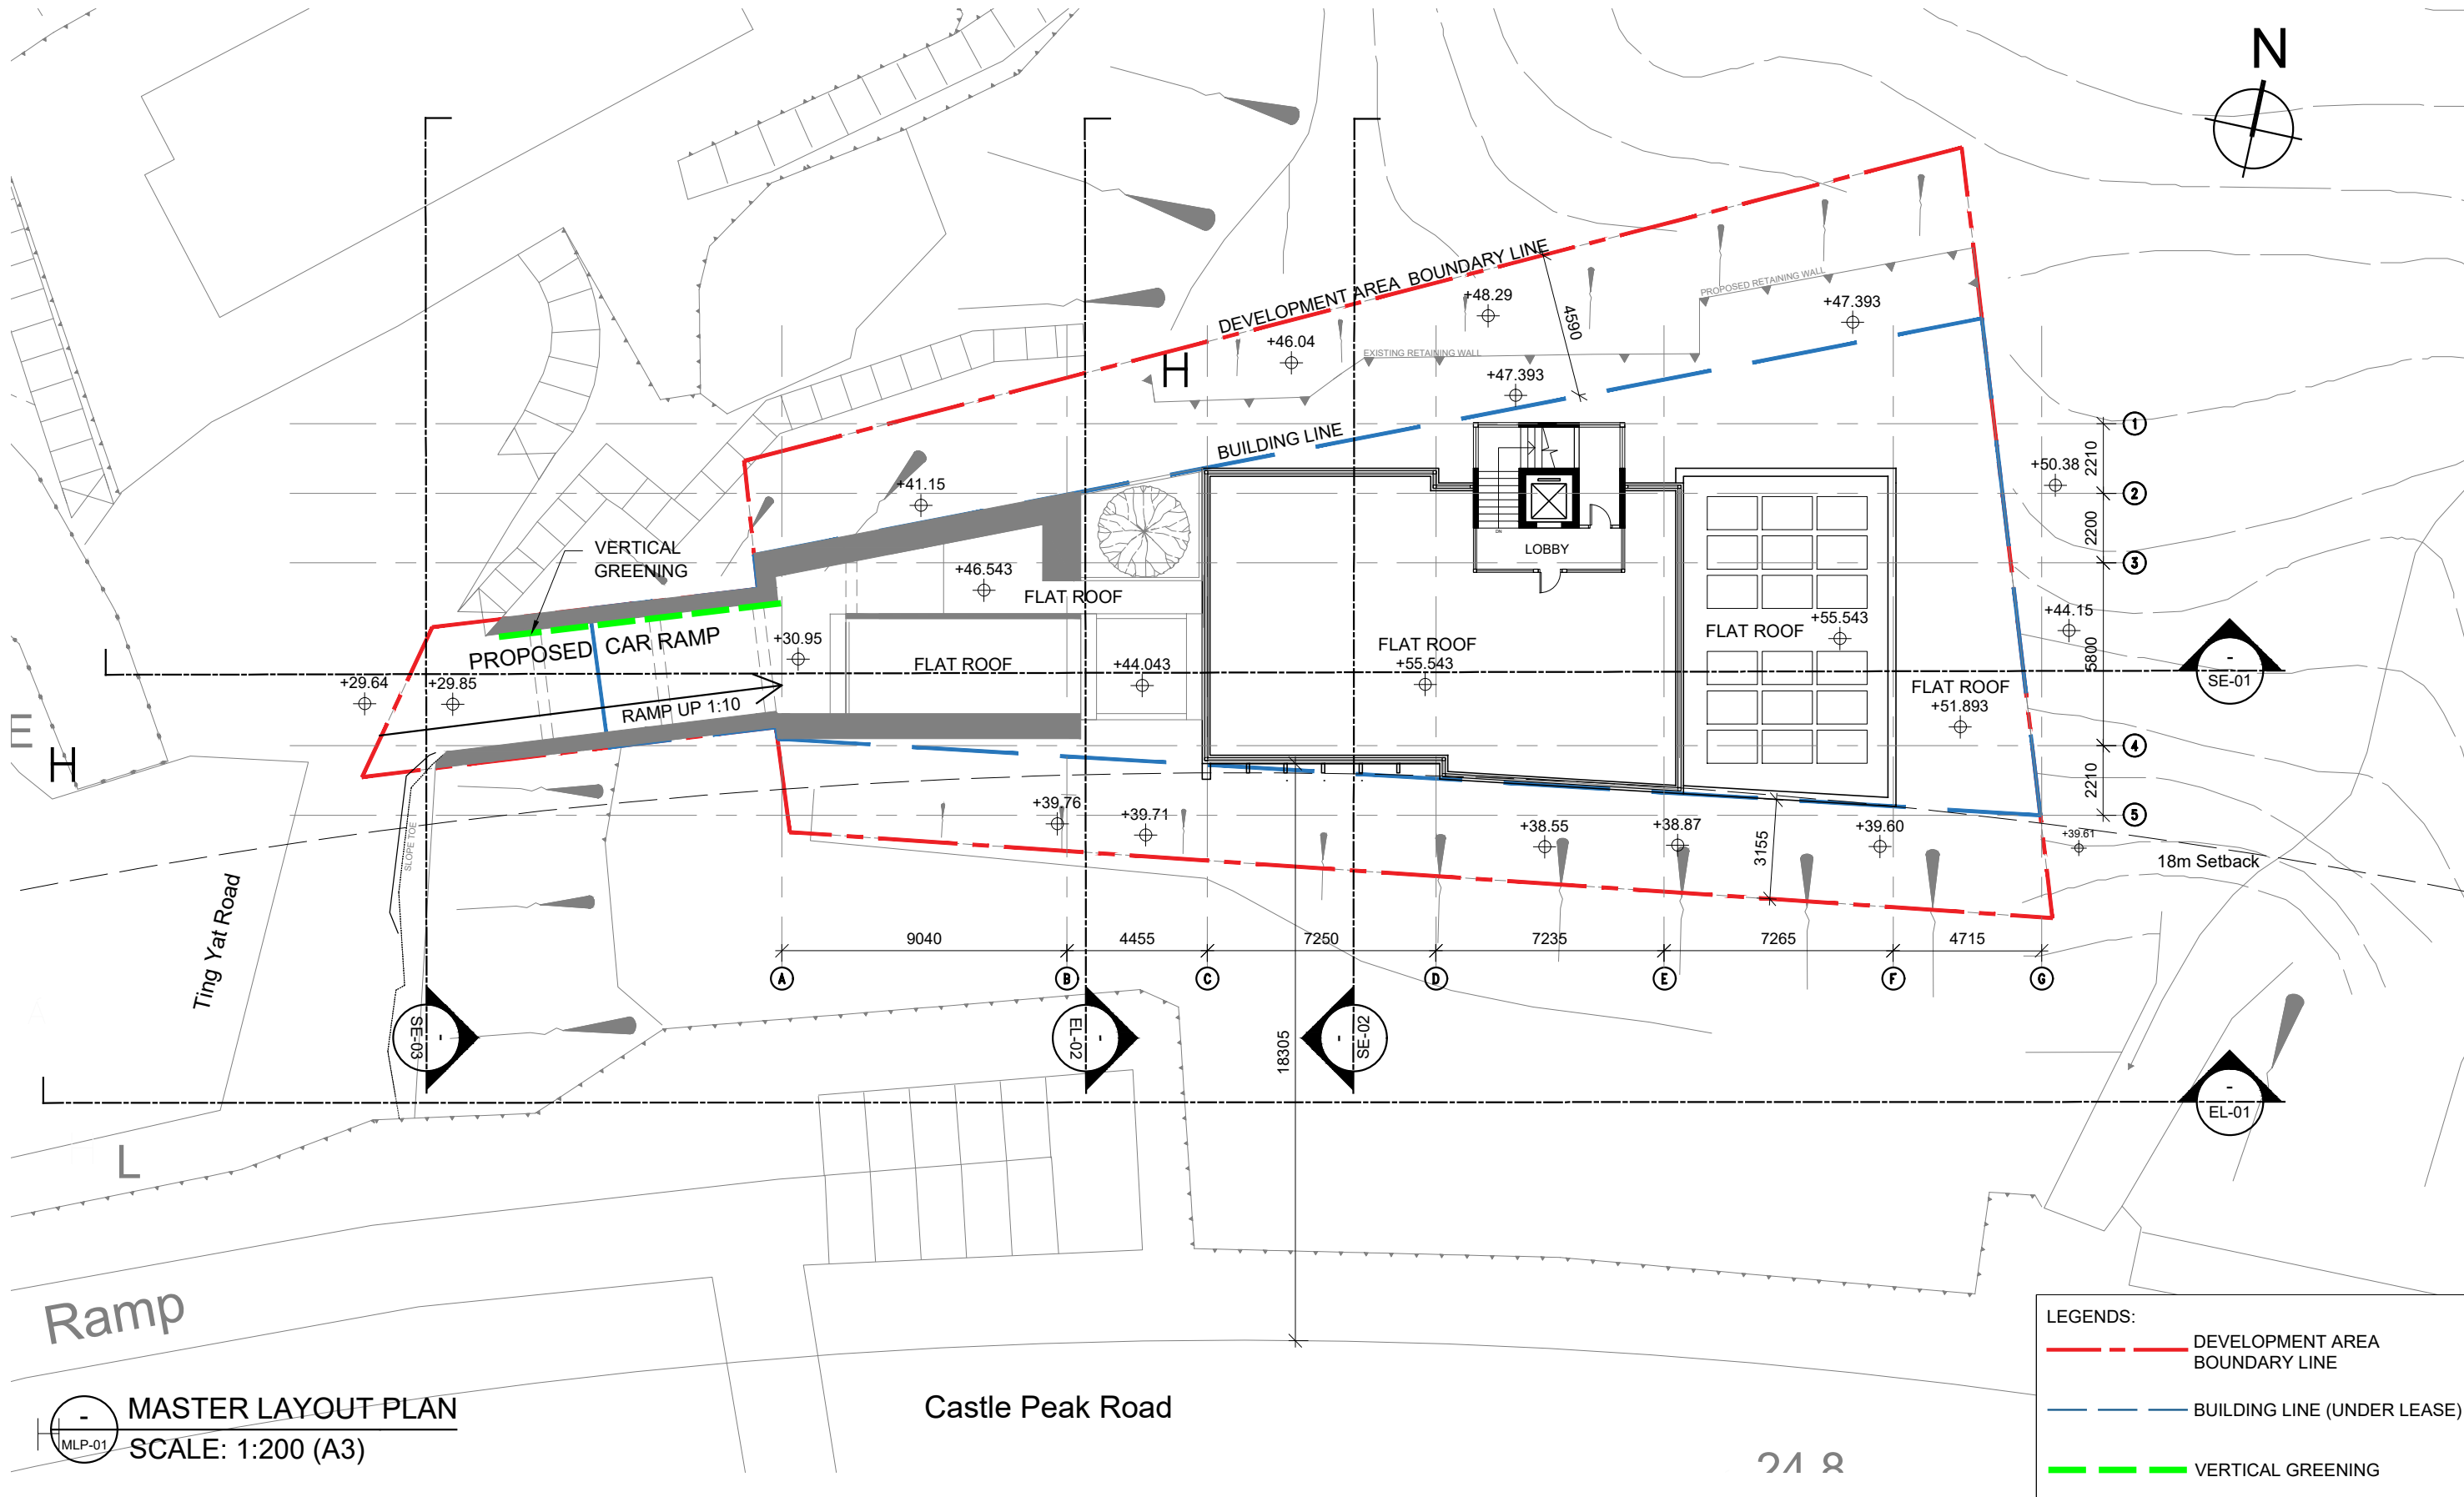 N
DEVELOPMENT AREA BOUNDARY LINE
PROPOSED RETAINING WALL
+48.29
+47.393
4590
+46.04
EXISTING RETAINING WALL
H
+47.393
1
BUILDING LINE
2210
+50.38
+41.15
2
2200
VERTICAL
GREENING
LOBBY
3
+46.543
FLAT ROOF
+44.15
+55.543
FLAT ROOF
PROPOSED CAR RAMP
+30.95
FLAT ROOF
+55.543
FLAT ROOF
+44.043
5800
SE-01
-
+29.64
+29.85
FLAT ROOF
+51.893
RAMP UP 1:10
E
H
4
2210
+39.76
+39.71
+38.55
+38.87
+39.60
+39.61
5
3155
18m Setback
SLOPE TOE
Ting Yat Road
9040
4455
7250
7235
7265
4715
A
B
C
D
E
F
G
SE-03
-
EL-02
-
-
SE-02
18305
-
EL-01
L
Ramp
LEGENDS:
DEVELOPMENT AREA
BOUNDARY LINE
BUILDING LINE (UNDER LEASE)
VERTICAL GREENING
-
MLP-01
MASTER LAYOUT PLAN
SCALE: 1:200 (A3)
H
Castle Peak Road
24.8